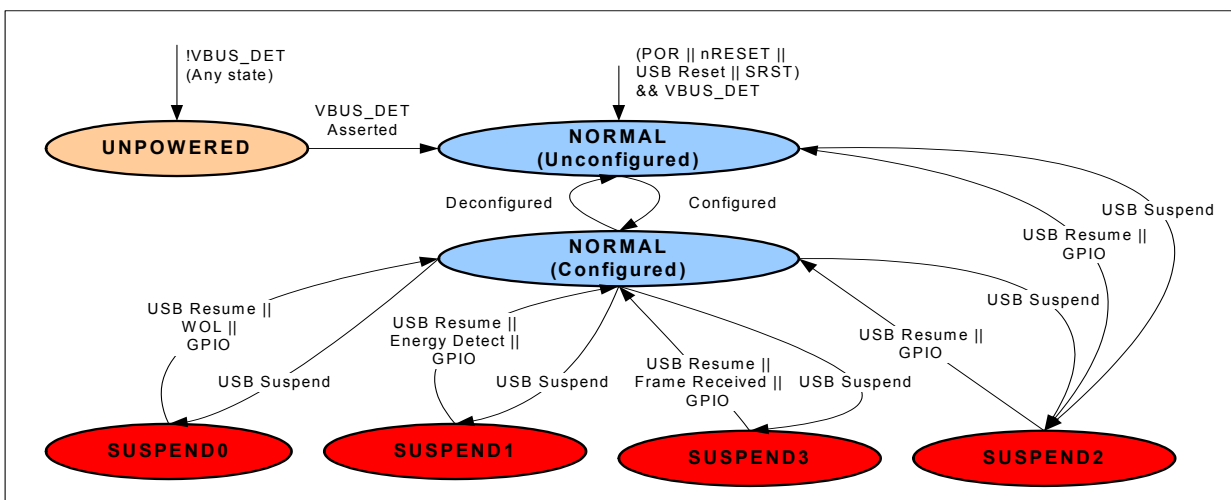 !VBUS_DET
(Any state)
(POR || nRESET ||
USB Reset || SRST)
&& VBUS_DET
VBUS_DET
Asserted
UNPOWERED
NORMAL
(Unconfigured)
Deconfigured
Configured
USB Suspend
USB Resume ||
GPIO
NORMAL
(Configured)
USB Resume ||
WOL ||
GPIO
USB Suspend
USB Resume ||
Energy Detect ||
GPIO
USB Suspend
USB Resume ||
Frame Received ||
GPIO
USB Suspend
USB Resume ||
GPIO
USB Suspend
SUSPEND0
SUSPEND1
SUSPEND3
SUSPEND2